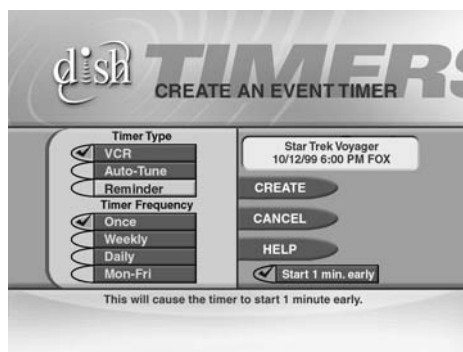 dish
TIMERS
CREATE AN EVENT TIMER
Timer Type
VCR
Auto-Tune
Reminder
Timer Frequency
Once
Weekly
Daily
Mon-Fri
Star Trek Voyager
10/12/99 6:00 PM FOX
CREATE
CANCEL
HELP
Start 1 min. early
This will cause the timer to start 1 minute early.